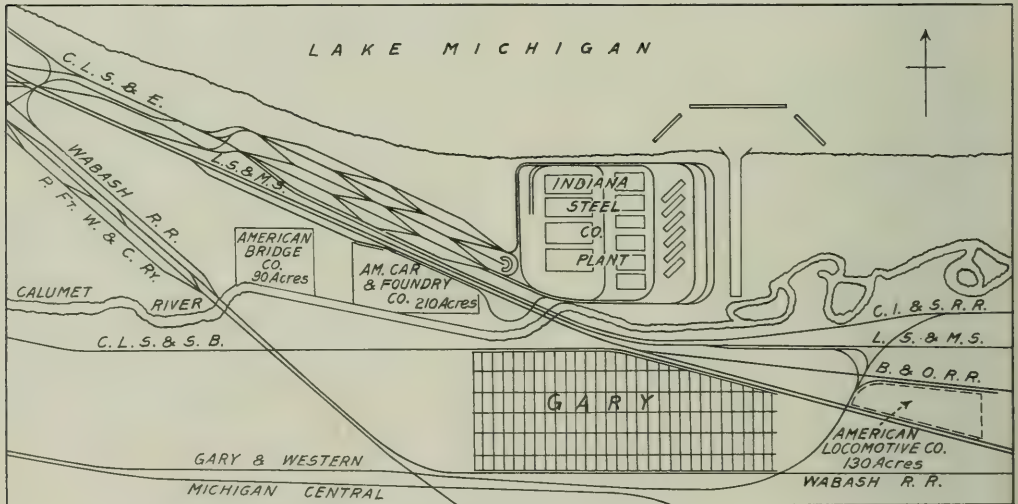 LAKE MICHIGAN
C. L. S. & E.
L. S. & M. S.
WABASH R. R.
P. FT. W. & C. RY.
INDIANA
STEEL
CO.
PLANT
AMERICAN
BRIDGE
CO.
90 Acres
AM. CAR
& FOUNDRY
CO. 210 Acres
CALUMET
RIVER
C. I. & S. R. R.
C. L. S. & S. B.
L. S. & M. S.
B. & O. R. R.
GARY
AMERICAN
LOCOMOTIVE CO.
130 Acres
GARY & WESTERN
WABASH R. R.
MICHIGAN CENTRAL